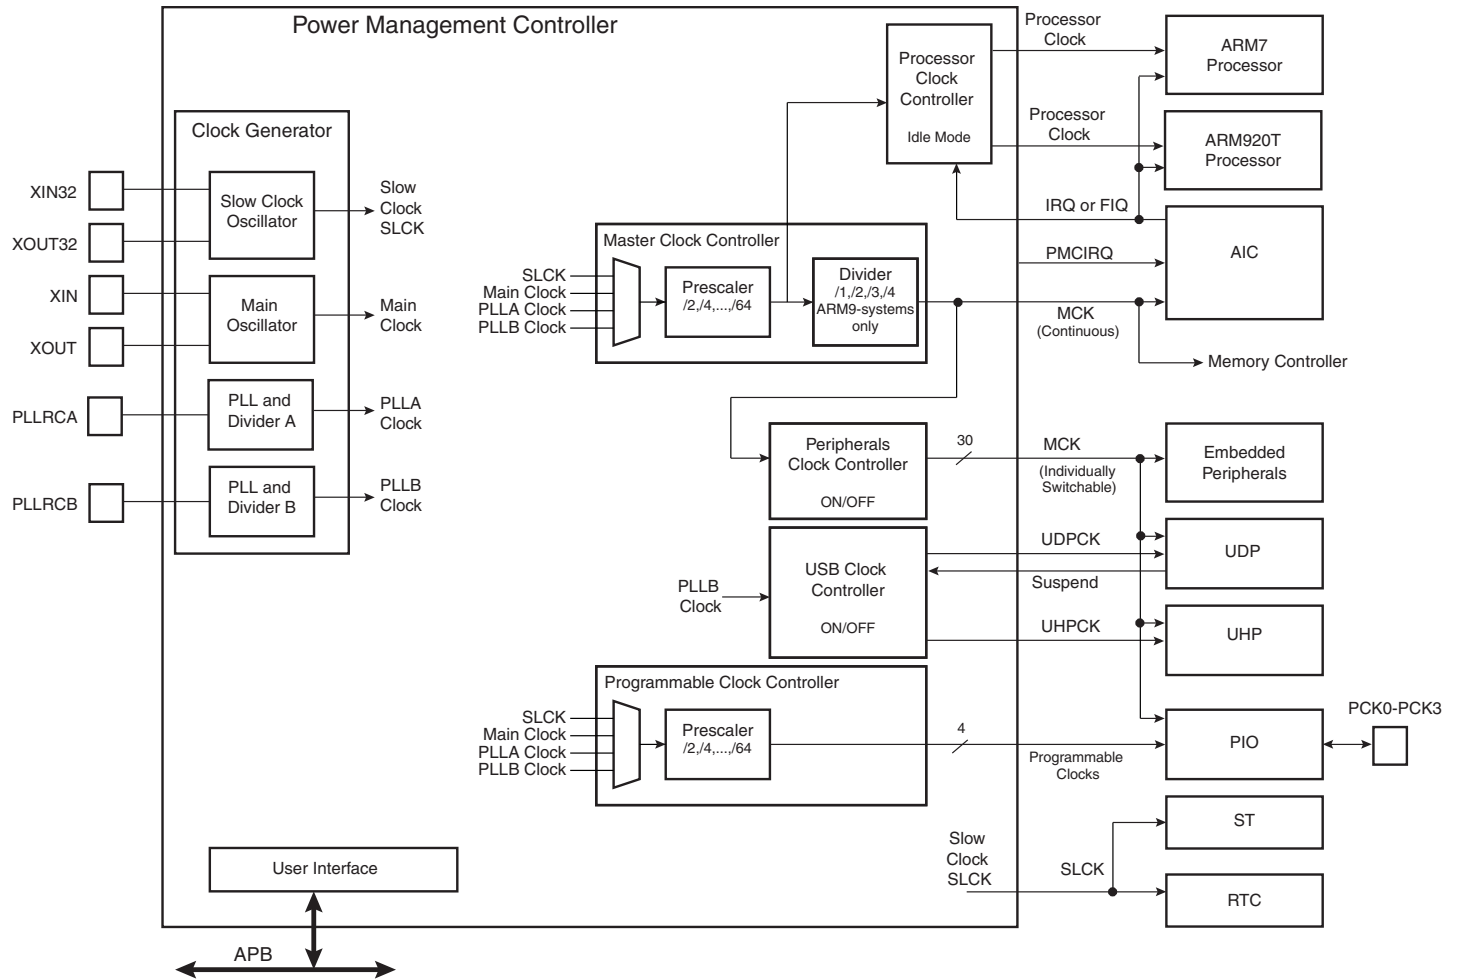 Power Management Controller
Clock Generator
XIN32
XOUT32
Slow Clock
Oscillator
Slow
Clock
SLCK
XIN
XOUT
Main
Oscillator
Main
Clock
PLLRCA
PLL and
Divider A
PLLA
Clock
PLLRCB
PLL and
Divider B
PLLB
Clock
Processor
Clock
Controller
Idle Mode
Processor
Clock
ARM7
Processor
Processor
Clock
ARM920T
Processor
IRQ or FIQ
PMCIRQ
AIC
MCK
(Continuous)
Memory Controller
Master Clock Controller
SLCK
Main Clock
PLLA Clock
PLLB Clock
Prescaler
/2,/4,...,/64
Divider
/1,/2,/3,/4
ARM9-systems
only
Peripherals
Clock Controller
ON/OFF
30
MCK
(Individually
Switchable)
Embedded
Peripherals
PLLB
Clock
USB Clock
Controller
ON/OFF
UDPCK
Suspend
UDP
UHPCK
UHP
Programmable Clock Controller
SLCK
Main Clock
PLLA Clock
PLLB Clock
Prescaler
/2,/4,...,/64
4
Programmable
Clocks
PIO
PCK0-PCK3
Slow
Clock
SLCK
SLCK
ST
RTC
User Interface
APB